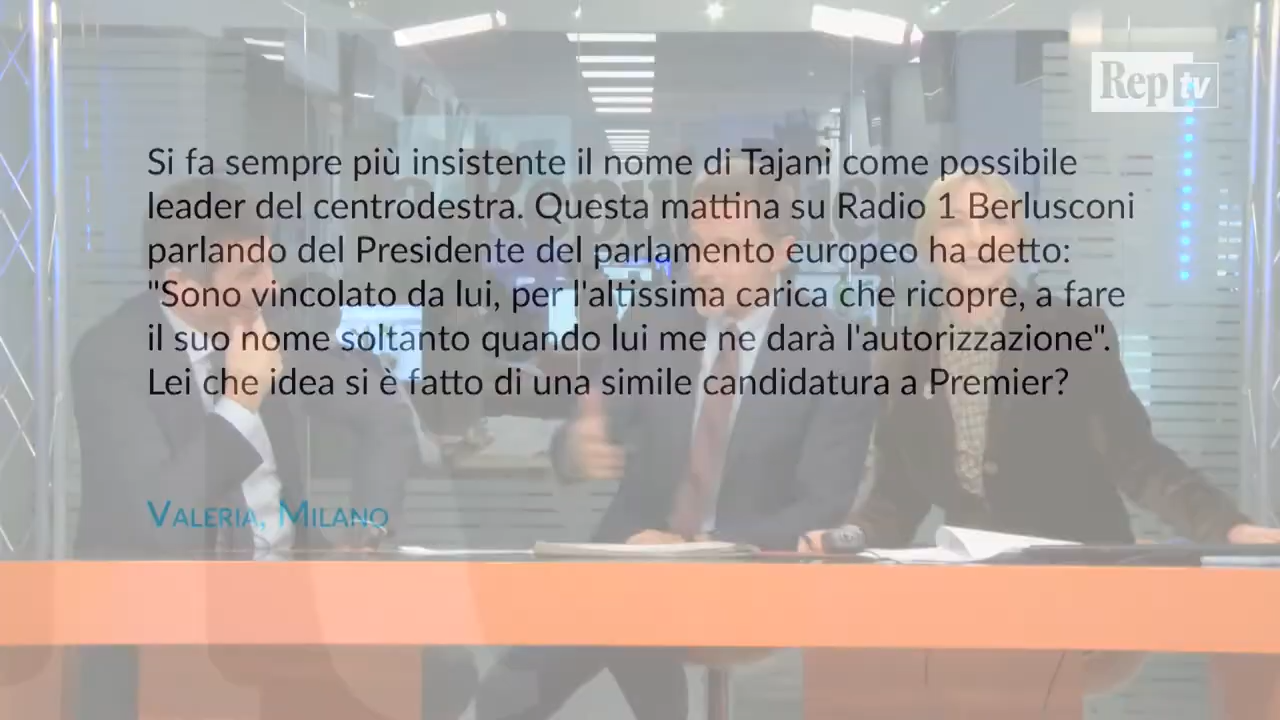 Rep tv
Si fa sempre più insistente il nome di Tajani come possibile
leader del centrodestra. Questa mattina su Radio 1 Berlusconi
parlando del Presidente del parlamento europeo ha detto:
"Sono vincolato da lui, per l'altissima carica che ricopre, a fare
il suo nome soltanto quando lui me ne darà l'autorizzazione".
Lei che idea si è fatto di una simile candidatura a Premier?
VALERIA, MILANO